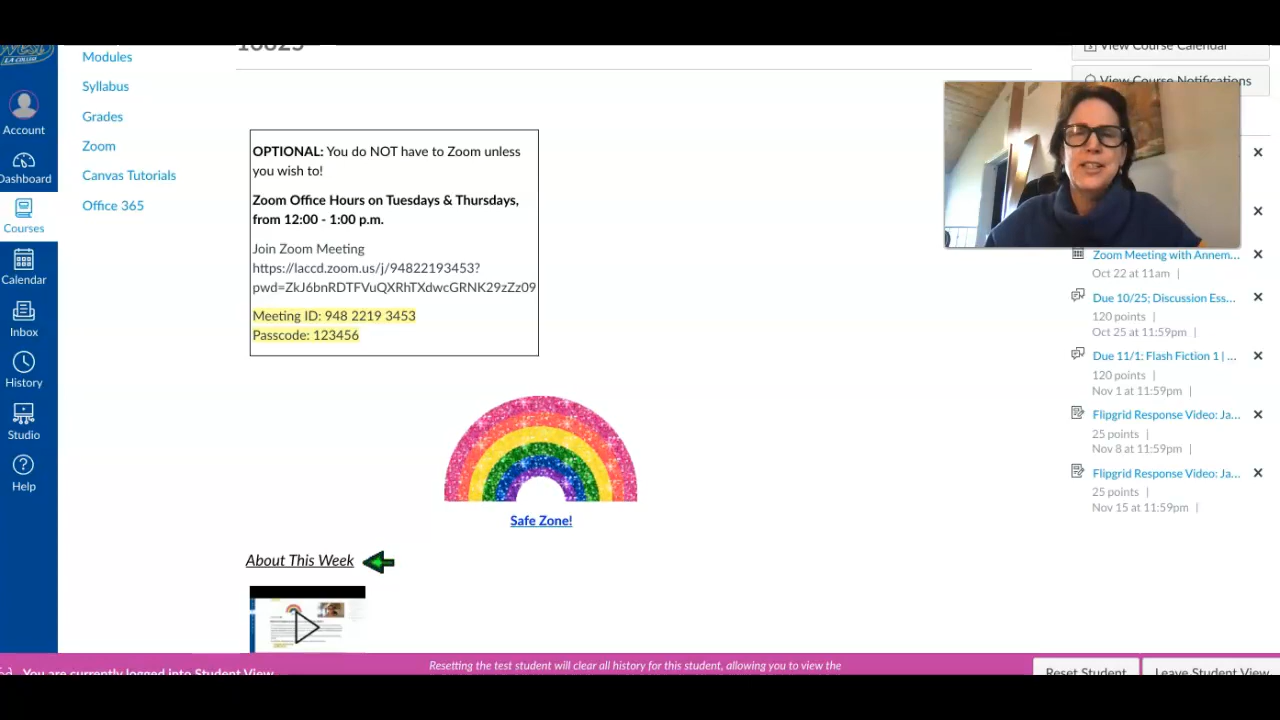 West
LA COLLEGE
Account
Dashboard
Courses
Calendar
Inbox
History
Studio
Help
Modules
Syllabus
Grades
Zoom
Canvas Tutorials
Office 365
OPTIONAL: You do NOT have to Zoom unless
you wish to!
Zoom Office Hours on Tuesdays & Thursdays,
from 12:00 - 1:00 p.m.
Join Zoom Meeting
https://laccd.zoom.us/j/94822193453?
pwd=ZkJ6bnRDTFVuQXRhTXdwcGRNK29zZz09
Meeting ID: 948 2219 3453
Passcode: 123456
Safe Zone!
About This Week
View Course Calendar
View Course Notifications
Zoom Meeting with Annem...
Oct 22 at 11am |
Due 10/25; Discussion Ess...
120 points |
Oct 25 at 11:59pm |
Due 11/1: Flash Fiction 1 | ...
120 points |
Nov 1 at 11:59pm |
Flipgrid Response Video: Ja...
25 points |
Nov 8 at 11:59pm |
Flipgrid Response Video: Ja...
25 points |
Nov 15 at 11:59pm |
You are currently logged into Student View
Resetting the test student will clear all history for this student, allowing you to view the
Reset Student
Leave Student View